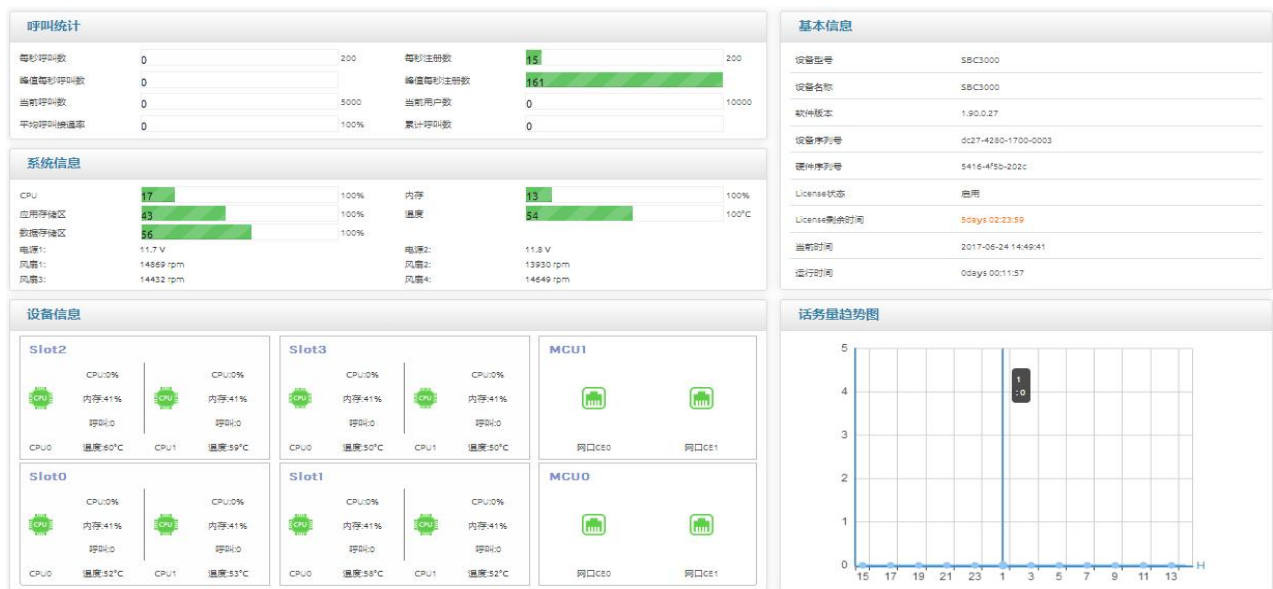 呼叫统计
每秒呼叫数 0 200 每秒注册数 15 200
峰值每秒呼叫数 0 峰值每秒注册数 161
当前呼叫数 0 5000 当前用户数 0 10000
平均呼叫接通率 0 100% 累计呼叫数 0
系统信息
CPU 17 100% 内存 13 100%
应用存储区 43 100% 温度 54 100°C
数据存储区 56 100%
电源1: 11.7 V 电源2: 11.8 V
风扇1: 14869 rpm 风扇2: 13930 rpm
风扇3: 14432 rpm 风扇4: 14649 rpm
设备信息
Slot2
CPU:0% CPU:0%
CPU 内存:41% CPU 内存:41%
呼叫:0 呼叫:0
CPU0 温度:60°C CPU1 温度:59°C
Slot3
CPU:0% CPU:0%
CPU 内存:41% CPU 内存:41%
呼叫:0 呼叫:0
CPU0 温度:50°C CPU1 温度:50°C
MCU1
网口CE0 网口CE1
Slot0
CPU:0% CPU:0%
CPU 内存:41% CPU 内存:41%
呼叫:0 呼叫:0
CPU0 温度:52°C CPU1 温度:53°C
Slot1
CPU:0% CPU:0%
CPU 内存:41% CPU 内存:41%
呼叫:0 呼叫:0
CPU0 温度:58°C CPU1 温度:52°C
MCU0
网口CE0 网口CE1
基本信息
设备型号 SBC3000
设备名称 SBC3000
软件版本 1.90.0.27
设备序列号 dc27-4280-1700-0003
硬件序列号 5416-4f5b-202c
License状态 启用
License剩余时间 5days 02:23:59
当前时间 2017-06-24 14:49:41
运行时间 0days 00:11:57
话务量趋势图
5
4
3
2
1
0
1
: 0
15 17 19 21 23 1 3 5 7 9 11 13 H